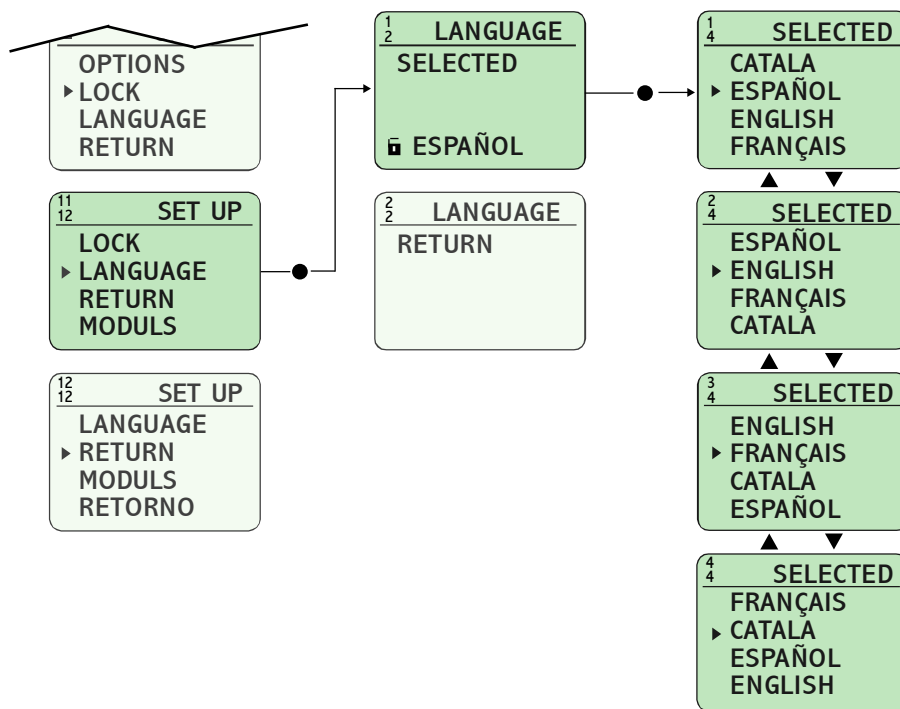 OPTIONS
LOCK
LANGUAGE
RETURN
11
12
SET UP
LOCK
LANGUAGE
RETURN
MODULS
12
12
SET UP
LANGUAGE
RETURN
MODULS
RETORNO
1
2
LANGUAGE
SELECTED
ESPAÑOL
2
2
LANGUAGE
RETURN
1
4
SELECTED
CATALA
ESPAÑOL
ENGLISH
FRANÇAIS
2
4
SELECTED
ESPAÑOL
ENGLISH
FRANÇAIS
CATALA
3
4
SELECTED
ENGLISH
FRANÇAIS
CATALA
ESPAÑOL
4
4
SELECTED
FRANÇAIS
CATALA
ESPAÑOL
ENGLISH